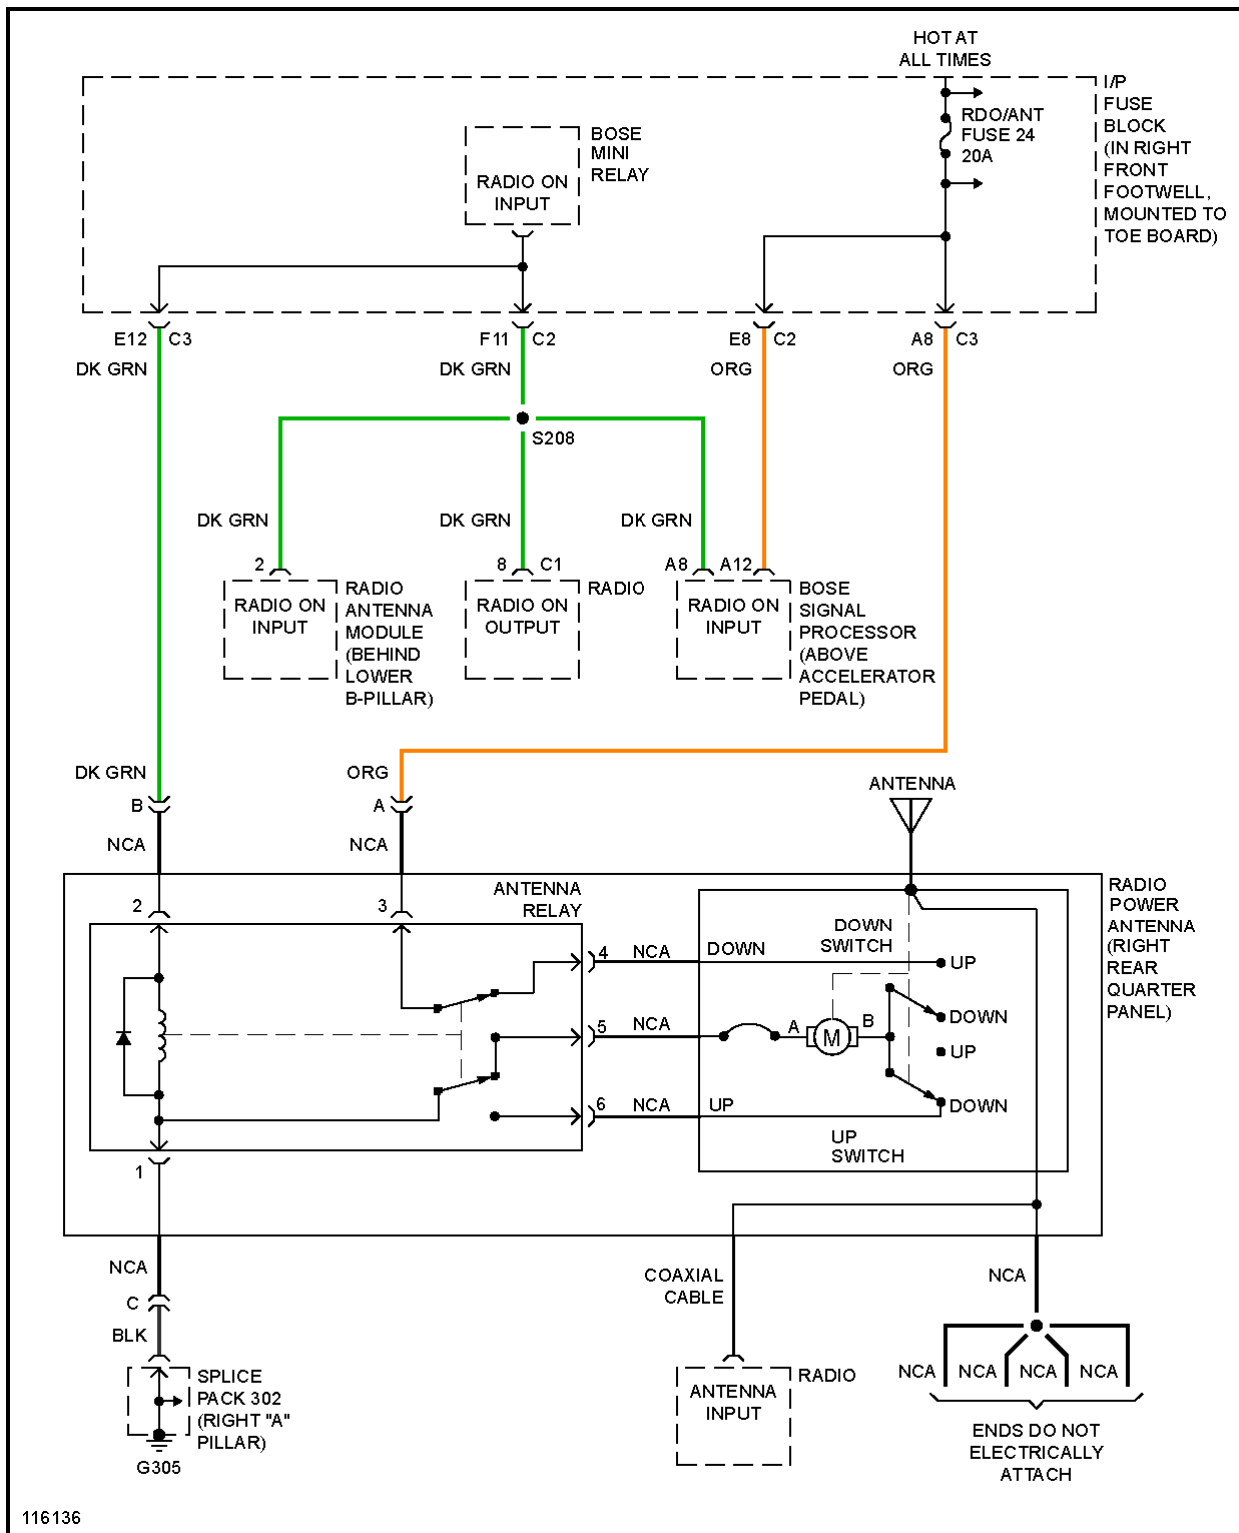 HOT AT
ALL TIMES
I/P
FUSE
BLOCK
(IN RIGHT
FRONT
FOOTWELL,
MOUNTED TO
TOE BOARD)
RDO/ANT
FUSE 24
20A
BOSE
MINI
RELAY
RADIO ON
INPUT
E12 C3
F11 C2
E8 C2
A8 C3
DK GRN
DK GRN
ORG
ORG
S208
DK GRN
DK GRN
DK GRN
2
8 C1
A8 A12
RADIO ON
INPUT
RADIO
ANTENNA
MODULE
(BEHIND
LOWER
B-PILLAR)
RADIO ON
OUTPUT
RADIO
RADIO ON
INPUT
BOSE
SIGNAL
PROCESSOR
(ABOVE
ACCELERATOR
PEDAL)
DK GRN
ORG
ANTENNA
B
A
NCA
NCA
ANTENNA
RELAY
RADIO
POWER
ANTENNA
(RIGHT
REAR
QUARTER
PANEL)
2
3
DOWN
SWITCH
4 NCA DOWN
UP
DOWN
5 NCA
A M B
UP
DOWN
6 NCA UP
UP
SWITCH
1
NCA
C
BLK
SPLICE
PACK 302
(RIGHT "A"
PILLAR)
G305
COAXIAL
CABLE
ANTENNA
INPUT
RADIO
NCA
NCA NCA NCA NCA
ENDS DO NOT
ELECTRICALLY
ATTACH
116136